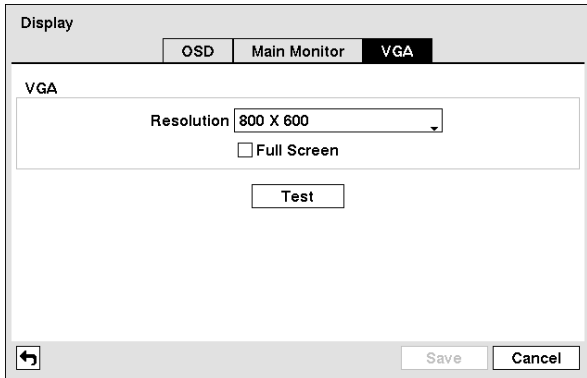 Display
OSD Main Monitor VGA
VGA
Resolution 800 X 600
Full Screen
Test
Save Cancel